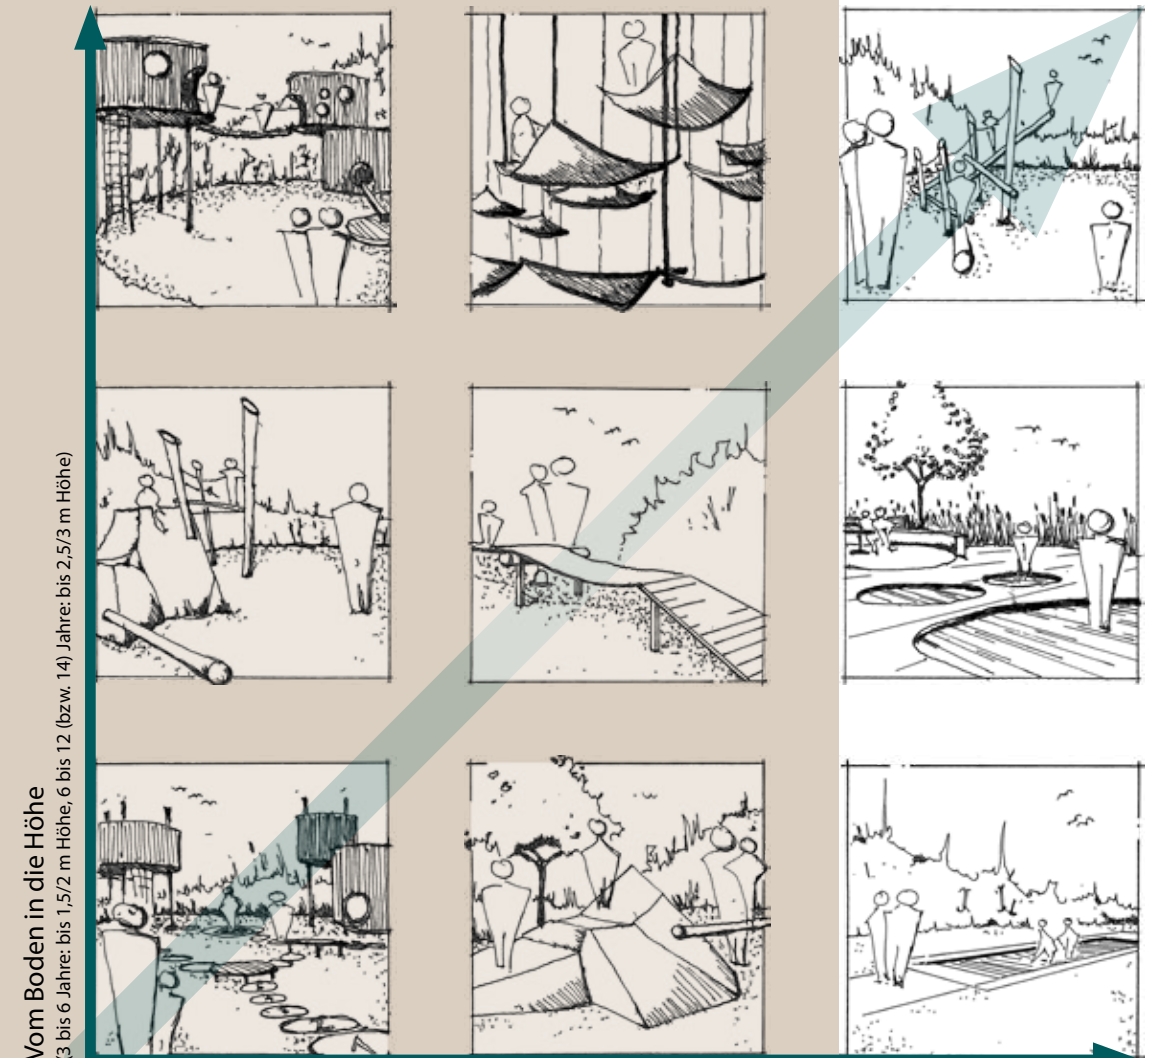 Vom Boden in die Höhe
(3 bis 6 Jahre: bis 1,5/2 m Höhe, 6 bis 12 (bzw. 14) Jahre: bis 2,5/3 m Höhe)